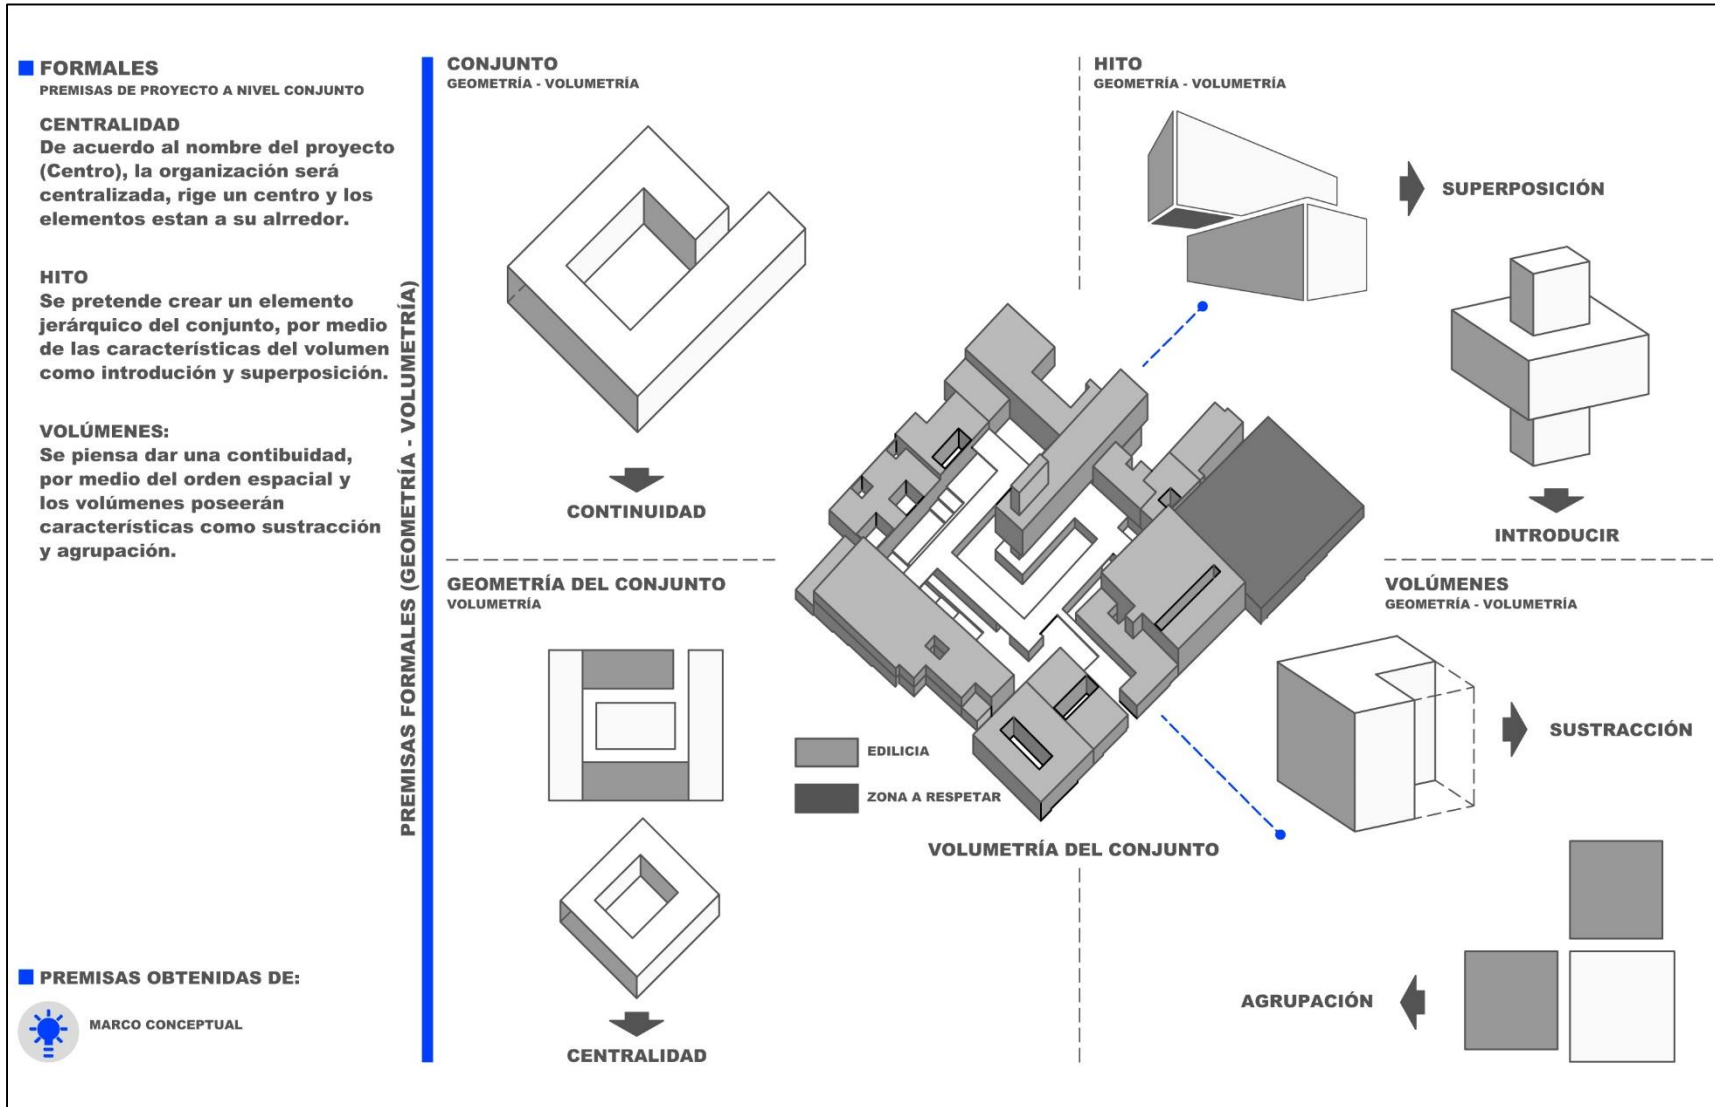 FORMALES
PREMISAS DE PROYECTO A NIVEL CONJUNTO
CENTRALIDAD
De acuerdo al nombre del proyecto
(Centro), la organización será
centralizada, rige un centro y los
elementos estan a su alrredor.
HITO
Se pretende crear un elemento
jerárquico del conjunto, por medio
de las características del volumen
como introdución y superposición.
VOLÚMENES:
Se piensa dar una contibuidad,
por medio del orden espacial y
los volúmenes poseerán
características como sustracción
y agrupación.
PREMISAS OBTENIDAS DE:
MARCO CONCEPTUAL
PREMISAS FORMALES (GEOMETRÍA - VOLUMETRÍA)
CONJUNTO
GEOMETRÍA - VOLUMETRÍA
CONTINUIDAD
GEOMETRÍA DEL CONJUNTO
VOLUMETRÍA
CENTRALIDAD
EDILICIA
ZONA A RESPETAR
VOLUMETRÍA DEL CONJUNTO
HITO
GEOMETRÍA - VOLUMETRÍA
SUPERPOSICIÓN
INTRODUCIR
VOLÚMENES
GEOMETRÍA - VOLUMETRÍA
SUSTRACCIÓN
AGRUPACIÓN